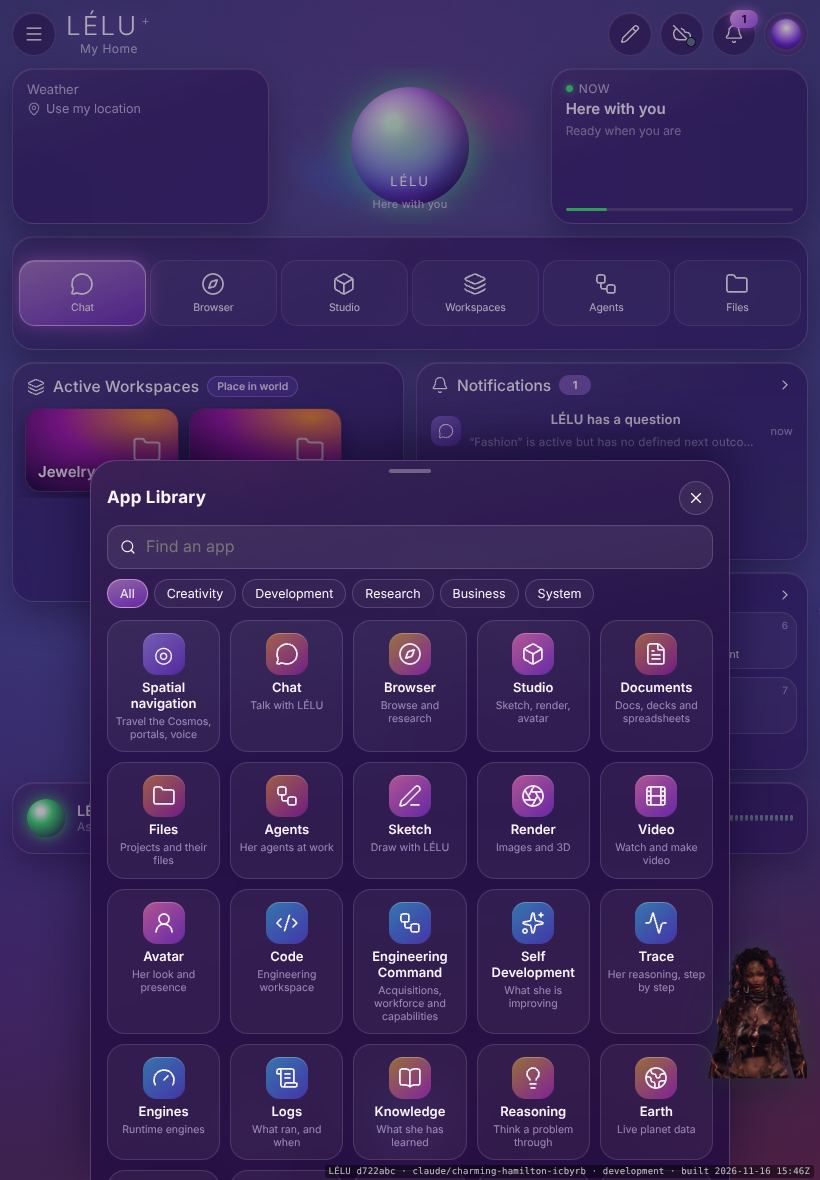 LÉLU +
My Home
1
Weather
Use my location
LÉLU
Here with you
NOW
Here with you
Ready when you are
Chat
Browser
Studio
Workspaces
Agents
Files
Active Workspaces
Place in world
Jewelry
Notifications
1
LÉLU has a question
now
"Fashion" is active but has no defined next outco...
6
nt
7
App Library
Find an app
All
Creativity
Development
Research
Business
System
Spatial
navigation
Travel the Cosmos,
portals, voice
Chat
Talk with LÉLU
Browser
Browse and
research
Studio
Sketch, render,
avatar
Documents
Docs, decks and
spreadsheets
Files
Projects and their
files
Agents
Her agents at work
Sketch
Draw with LÉLU
Render
Images and 3D
Video
Watch and make
video
LÉ
As
Avatar
Her look and
presence
Code
Engineering
workspace
Engineering
Command
Acquisitions,
workforce and
capabilities
Self
Development
What she is
improving
Trace
Her reasoning, step
by step
Engines
Runtime engines
Logs
What ran, and
when
Knowledge
What she has
learned
Reasoning
Think a problem
through
Earth
Live planet data
LÉLU d722abc · claude/charming-hamilton-icbyrb · development · built 2026-11-16 15:46Z